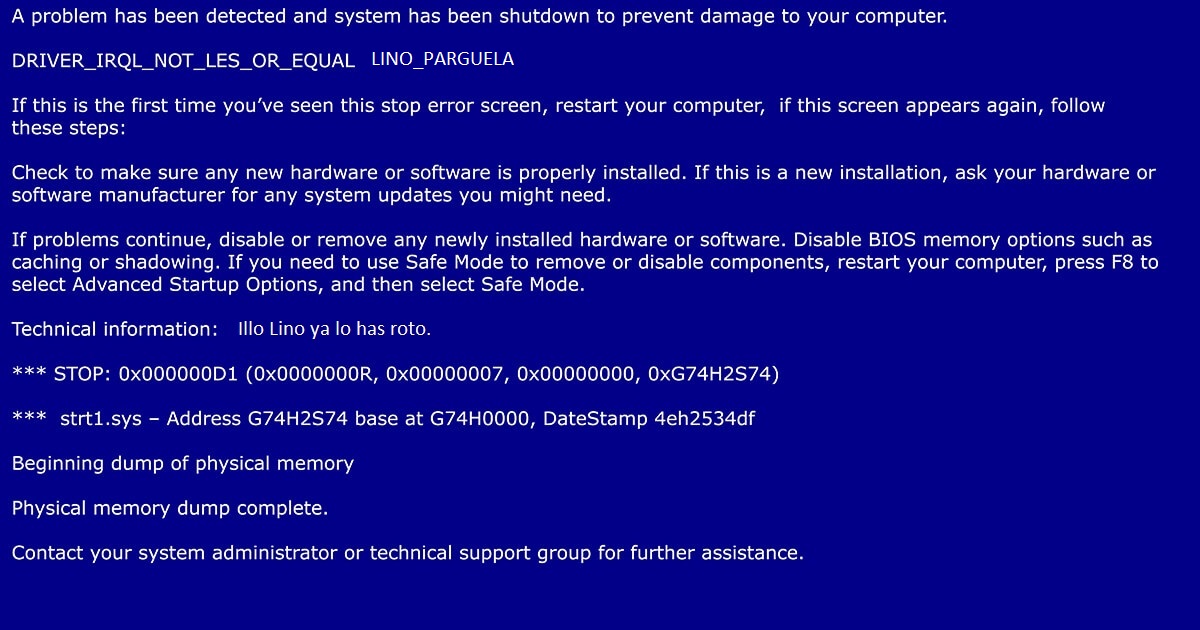 A problem has been detected and system has been shutdown to prevent damage to your computer.
DRIVER_IRQL_NOT_LES_OR_EQUAL LINO_PARGUELA
If this is the first time you’ve seen this stop error screen, restart your computer, if this screen appears again, follow
these steps:
Check to make sure any new hardware or software is properly installed. If this is a new installation, ask your hardware or
software manufacturer for any system updates you might need.
If problems continue, disable or remove any newly installed hardware or software. Disable BIOS memory options such as
caching or shadowing. If you need to use Safe Mode to remove or disable components, restart your computer, press F8 to
select Advanced Startup Options, and then select Safe Mode.
Technical information: Illo Lino ya lo has roto.
*** STOP: 0x000000D1 (0x0000000R, 0x00000007, 0x00000000, 0xG74H2S74)
*** strt1.sys – Address G74H2S74 base at G74H0000, DateStamp 4eh2534df
Beginning dump of physical memory
Physical memory dump complete.
Contact your system administrator or technical support group for further assistance.